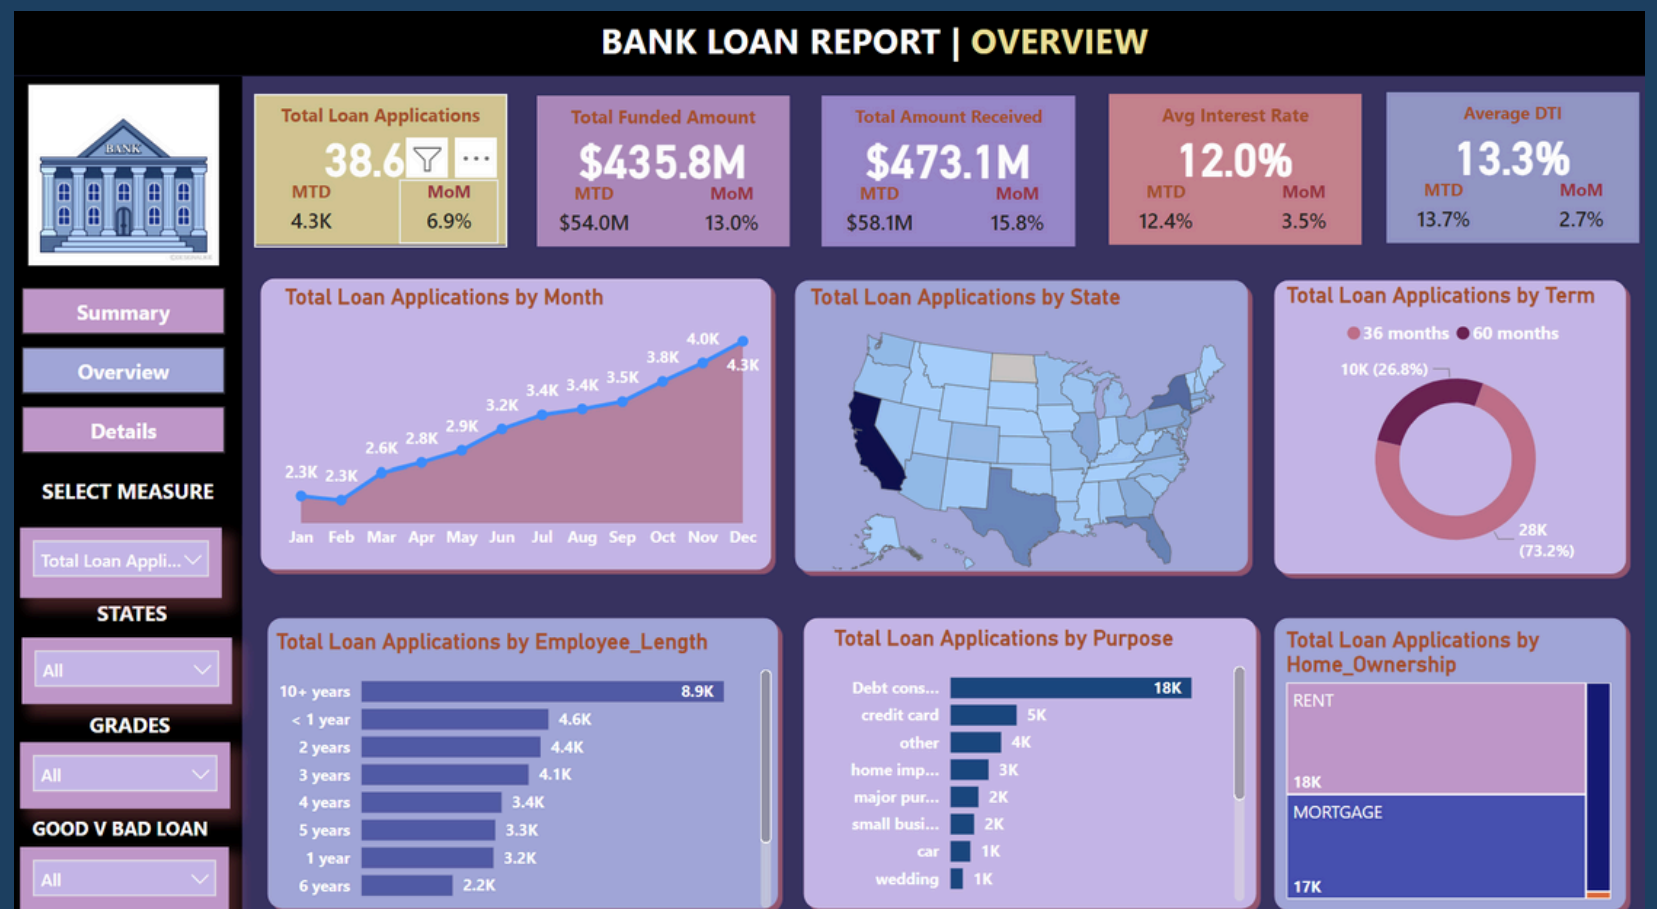 BANK LOAN REPORT | OVERVIEW
BANK
Summary
Overview
Details
SELECT MEASURE
Total Loan Appli...
STATES
All
GRADES
All
GOOD V BAD LOAN
All
Total Loan Applications
38.6
MTD MoM
4.3K 6.9%
Total Funded Amount
$435.8M
MTD MoM
$54.0M 13.0%
Total Amount Received
$473.1M
MTD MoM
$58.1M 15.8%
Avg Interest Rate
12.0%
MTD MoM
12.4% 3.5%
Average DTI
13.3%
MTD MoM
13.7% 2.7%
Total Loan Applications by Month
2.3K 2.3K 2.6K 2.8K 2.9K 3.2K 3.4K 3.4K 3.5K 3.8K 4.0K 4.3K
Jan Feb Mar Apr May Jun Jul Aug Sep Oct Nov Dec
Total Loan Applications by State
Total Loan Applications by Term
36 months 60 months
10K (26.8%)
28K
(73.2%)
Total Loan Applications by Employee_Length
10+ years 8.9K
< 1 year 4.6K
2 years 4.4K
3 years 4.1K
4 years 3.4K
5 years 3.3K
1 year 3.2K
6 years 2.2K
Total Loan Applications by Purpose
Debt cons... 18K
credit card 5K
other 4K
home imp... 3K
major pur... 2K
small busi... 2K
car 1K
wedding 1K
Total Loan Applications by
Home_Ownership
RENT
18K
MORTGAGE
17K